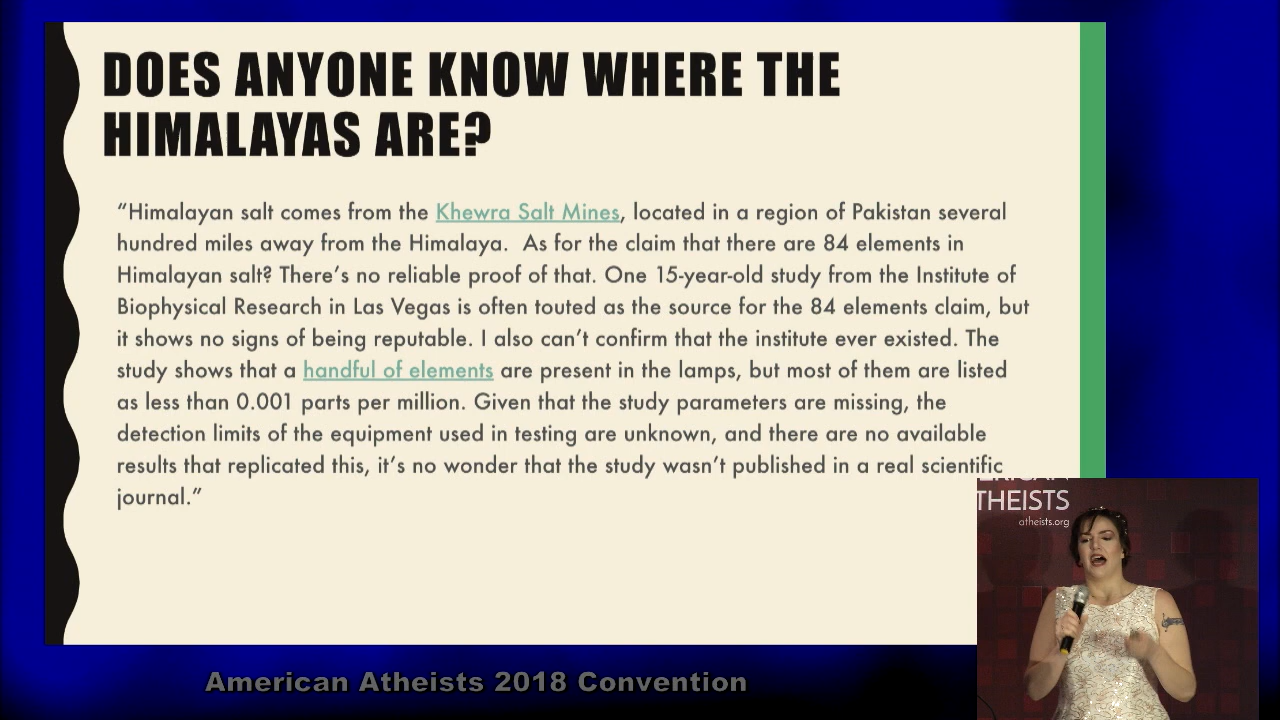 DOES ANYONE KNOW WHERE THE
HIMALAYAS ARE?
“Himalayan salt comes from the Khewra Salt Mines, located in a region of Pakistan several
hundred miles away from the Himalaya.  As for the claim that there are 84 elements in
Himalayan salt? There’s no reliable proof of that. One 15-year-old study from the Institute of
Biophysical Research in Las Vegas is often touted as the source for the 84 elements claim, but
it shows no signs of being reputable. I also can’t confirm that the institute ever existed. The
study shows that a handful of elements are present in the lamps, but most of them are listed
as less than 0.001 parts per million. Given that the study parameters are missing, the
detection limits of the equipment used in testing are unknown, and there are no available
results that replicated this, it’s no wonder that the study wasn’t published in a real scientific
journal.”
THEISTS
atheists.org
American Atheists 2018 Convention